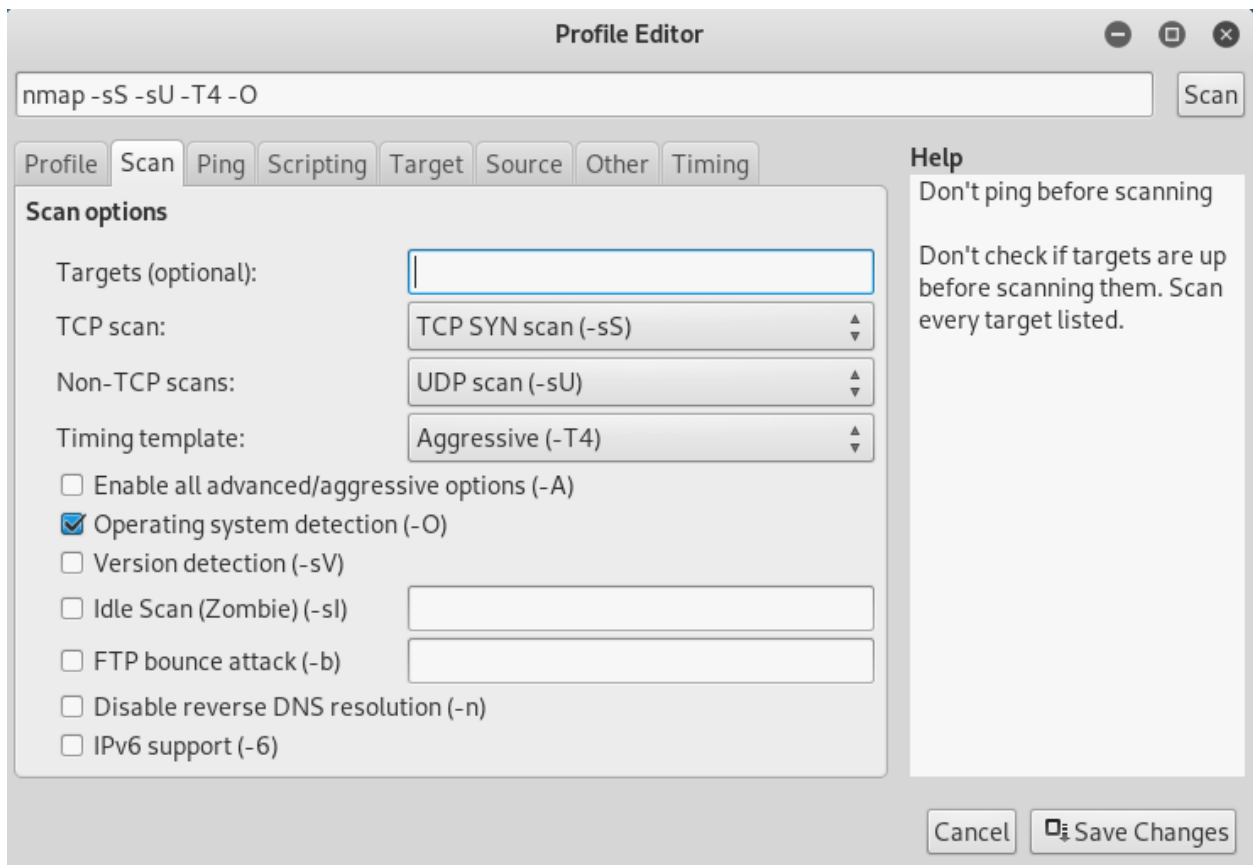 Profile Editor
nmap -sS -sU -T4 -O
Scan
Profile Scan Ping Scripting Target Source Other Timing
Scan options
Targets (optional):
TCP scan: TCP SYN scan (-sS)
Non-TCP scans: UDP scan (-sU)
Timing template: Aggressive (-T4)
Enable all advanced/aggressive options (-A)
Operating system detection (-O)
Version detection (-sV)
Idle Scan (Zombie) (-sI)
FTP bounce attack (-b)
Disable reverse DNS resolution (-n)
IPv6 support (-6)
Help
Don't ping before scanning
Don't check if targets are up
before scanning them. Scan
every target listed.
Cancel
Save Changes